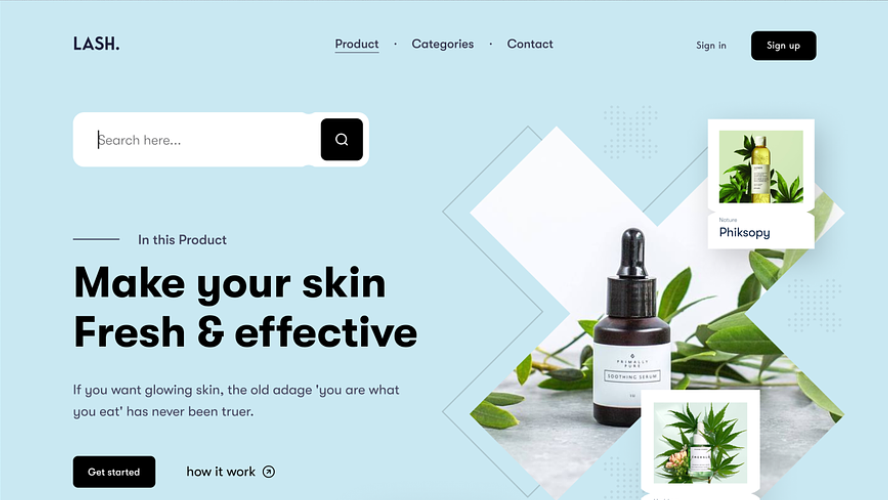 LASH.
Product · Categories · Contact
Sign in
Sign up
Search here...
In this Product
Make your skin
Fresh & effective
If you want glowing skin, the old adage 'you are what
you eat' has never been truer.
Get started
how it work
Nature
Phiksopy
PRIMALLY
PURE
SOOTHING SERUM